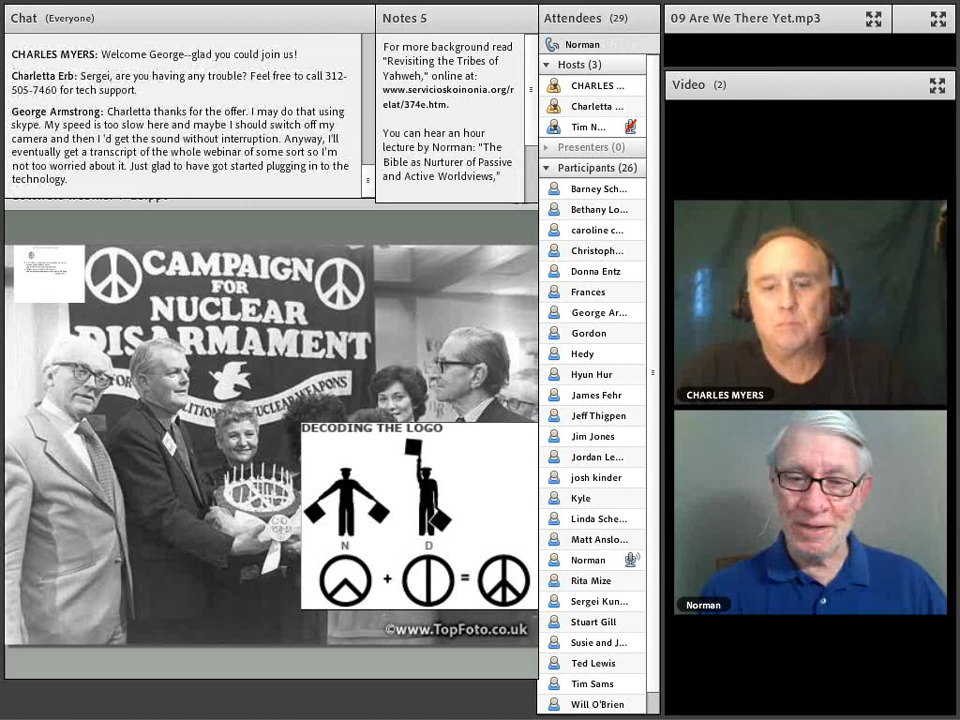 Chat (Everyone)
CHARLES MYERS: Welcome George--glad you could join us!
Charletta Erb: Sergei, are you having any trouble? Feel free to call 312-
505-7460 for tech support.
George Armstrong: Charletta thanks for the offer. I may do that using
skype. My speed is too slow here and maybe I should switch off my
camera and then I 'd get the sound without interruption. Anyway, I'll
eventually get a transcript of the whole webinar of some sort so I'm
not too worried about it. Just glad to have got started plugging in to the
technology.
Notes 5
For more background read
"Revisiting the Tribes of
Yahweh," online at:
www.servicioskoinonia.org/r
elat/374e.htm.
You can hear an hour
lecture by Norman: "The
Bible as Nurturer of Passive
and Active Worldviews,"
Attendees (29)
Norman
Hosts (3)
CHARLES ...
Charletta ...
Tim N...
Presenters (0)
Participants (26)
Barney Sch...
Bethany Lo...
caroline c...
Christoph...
Donna Entz
Frances
George Ar...
Gordon
Hedy
Hyun Hur
James Fehr
Jeff Thigpen
Jim Jones
Jordan Le...
josh kinder
Kyle
Linda Sche...
Matt Anslo...
Norman
Rita Mize
Sergei Kun...
Stuart Gill
Susie and J...
Ted Lewis
Tim Sams
Will O'Brien
09 Are We There Yet.mp3
Video (2)
CHARLES MYERS
Norman
CAMPAIGN
FOR
NUCLEAR
DISARMAMENT
NUCLEAR WEAPONS
DECODING THE LOGO
N D
+ =
©www.TopFoto.co.uk